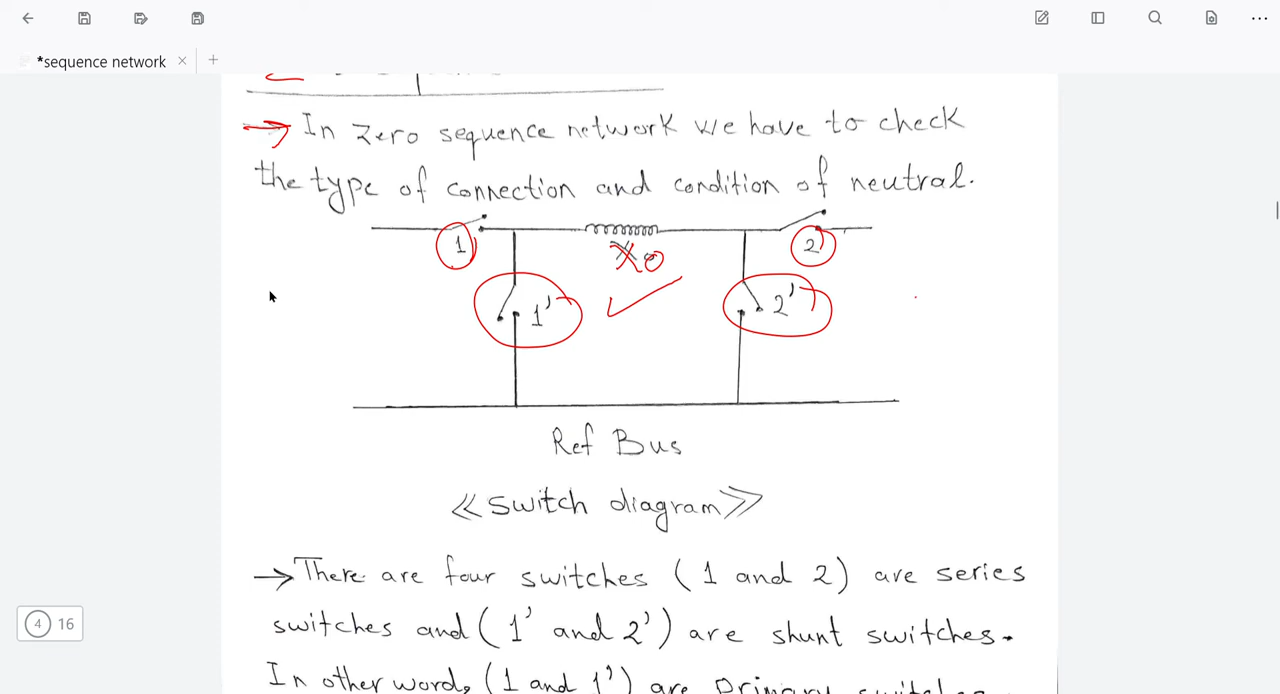 *sequence network
→ In Zero sequence network we have to check
the type of connection and condition of neutral.
1
2
X0
1'
2'
Ref Bus
<<Switch diagram>>
→ There are four switches (1 and 2) are series
switches and (1' and 2') are shunt switches.
In other words, (1 and 1') are primary switches
4 16